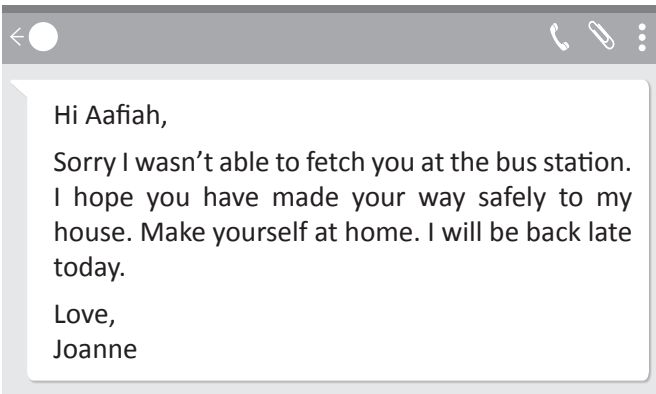 Hi Aafiah,
Sorry I wasn’t able to fetch you at the bus station.
I hope you have made your way safely to my
house. Make yourself at home. I will be back late
today.
Love,
Joanne